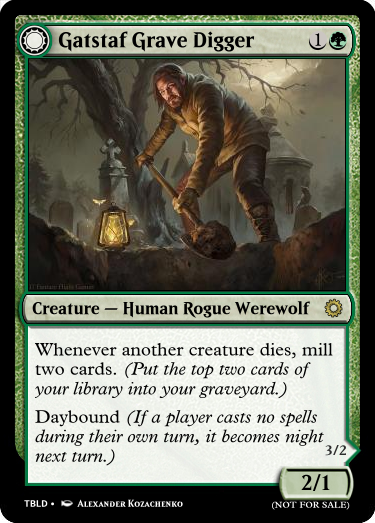 Gatstaf Grave Digger 1
Creature — Human Rogue Werewolf
Whenever another creature dies, mill
two cards. (Put the top two cards of
your library into your graveyard.)
Daybound (If a player casts no spells
during their own turn, it becomes night
next turn.)
3/2
2/1
TBLD • Alexander Kozachenko
(NOT FOR SALE)